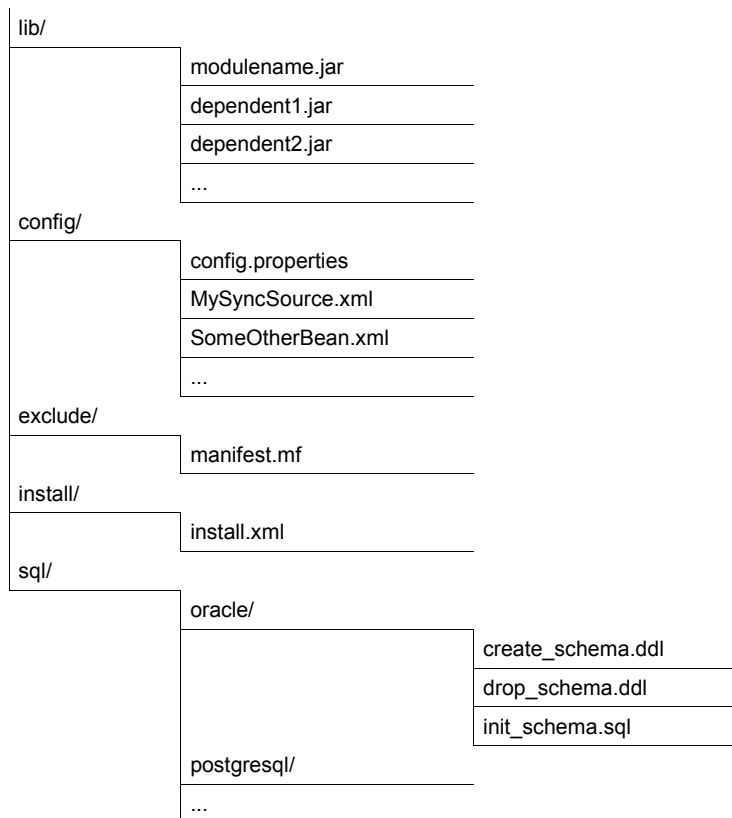 lib/
modulename.jar
dependent1.jar
dependent2.jar
...
config/
config.properties
MySyncSource.xml
SomeOtherBean.xml
...
exclude/
manifest.mf
install/
install.xml
sql/
oracle/
create_schema.ddl
drop_schema.ddl
init_schema.sql
postgresql/
...